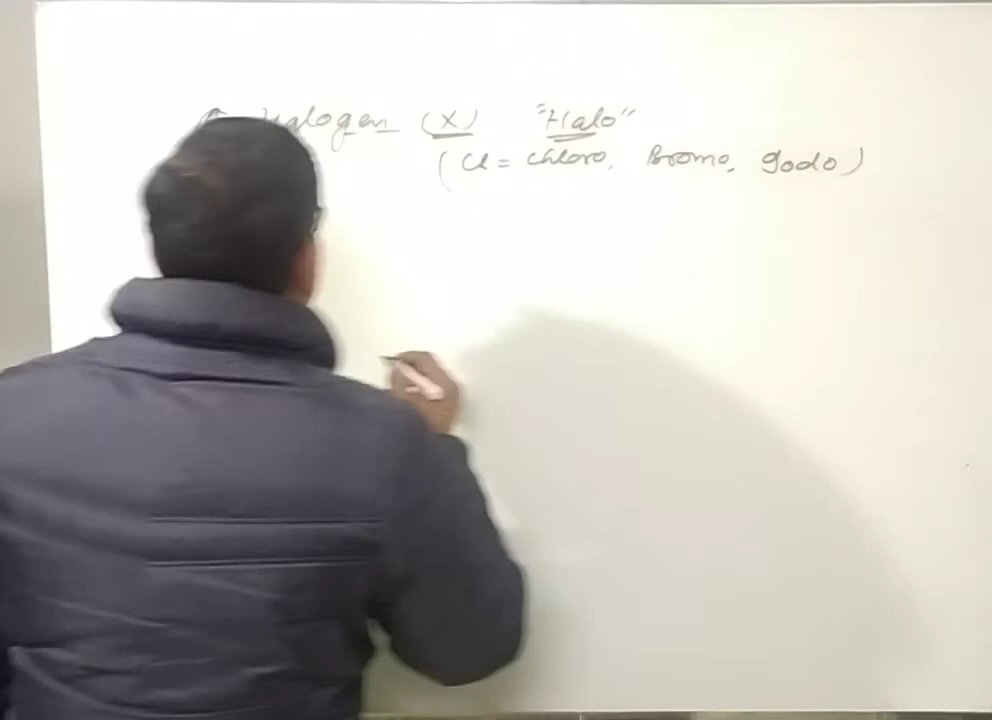 Halogen (X) "Halo"
(Cl = Chloro, Bromo, Iodo)